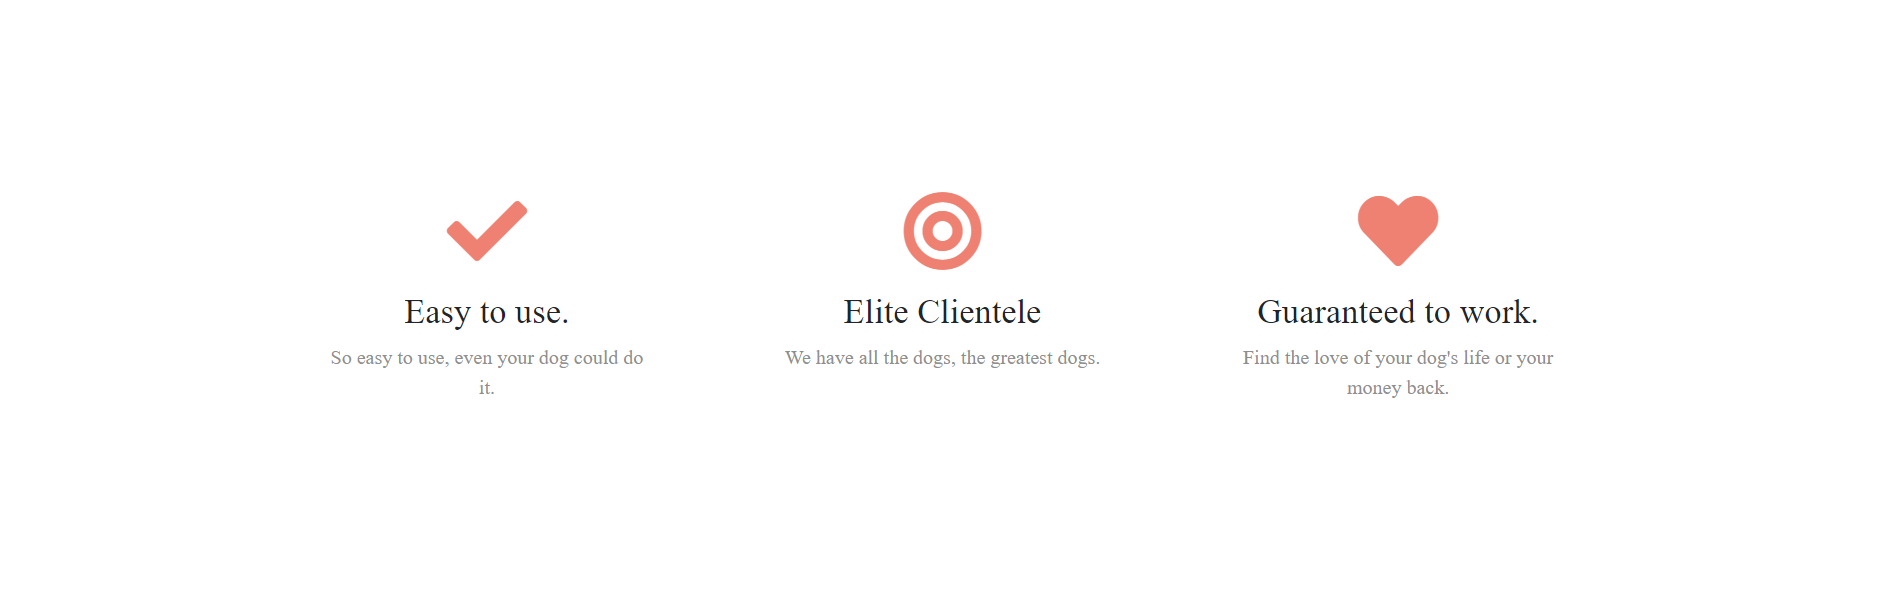 Easy to use.
So easy to use, even your dog could do
it.
Elite Clientele
We have all the dogs, the greatest dogs.
Guaranteed to work.
Find the love of your dog's life or your
money back.